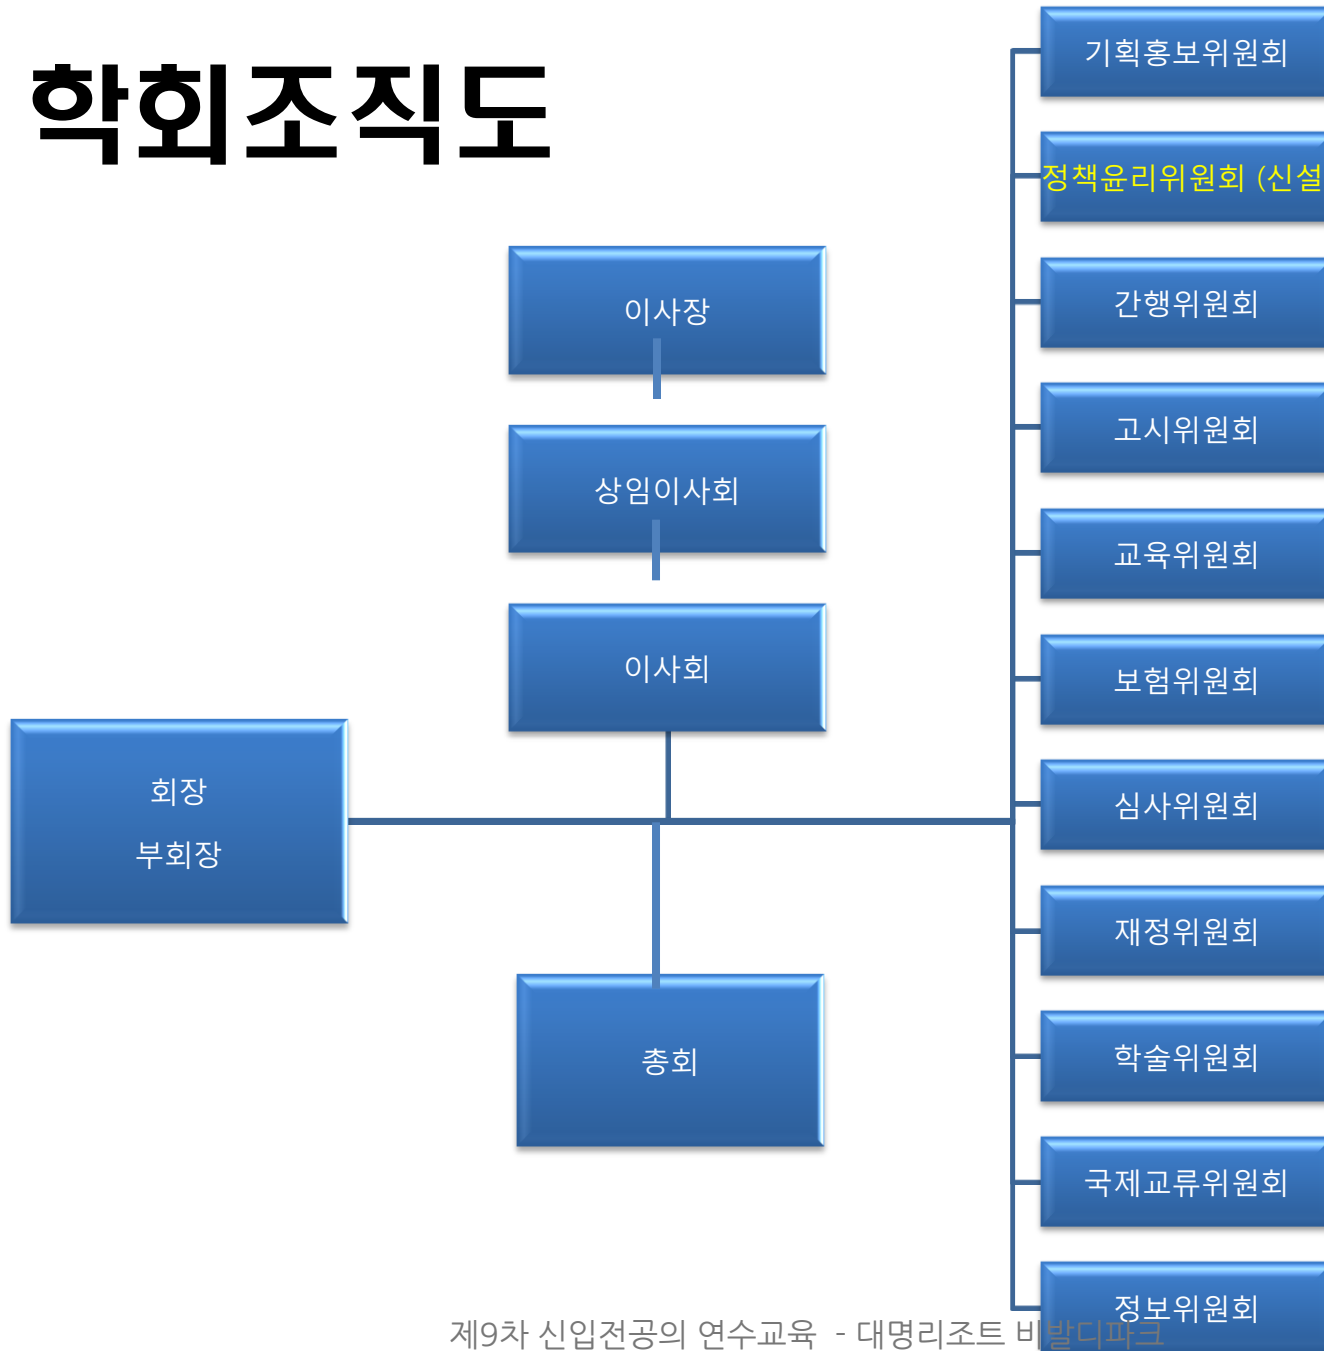 학회조직도
이사장
상임이사회
이사회
회장
부회장
총회
기획홍보위원회
정책윤리위원회 (신설
간행위원회
고시위원회
교육위원회
보험위원회
심사위원회
재정위원회
학술위원회
국제교류위원회
정보위원회
제9차 신입전공의 연수교육 - 대명리조트 비발디파크